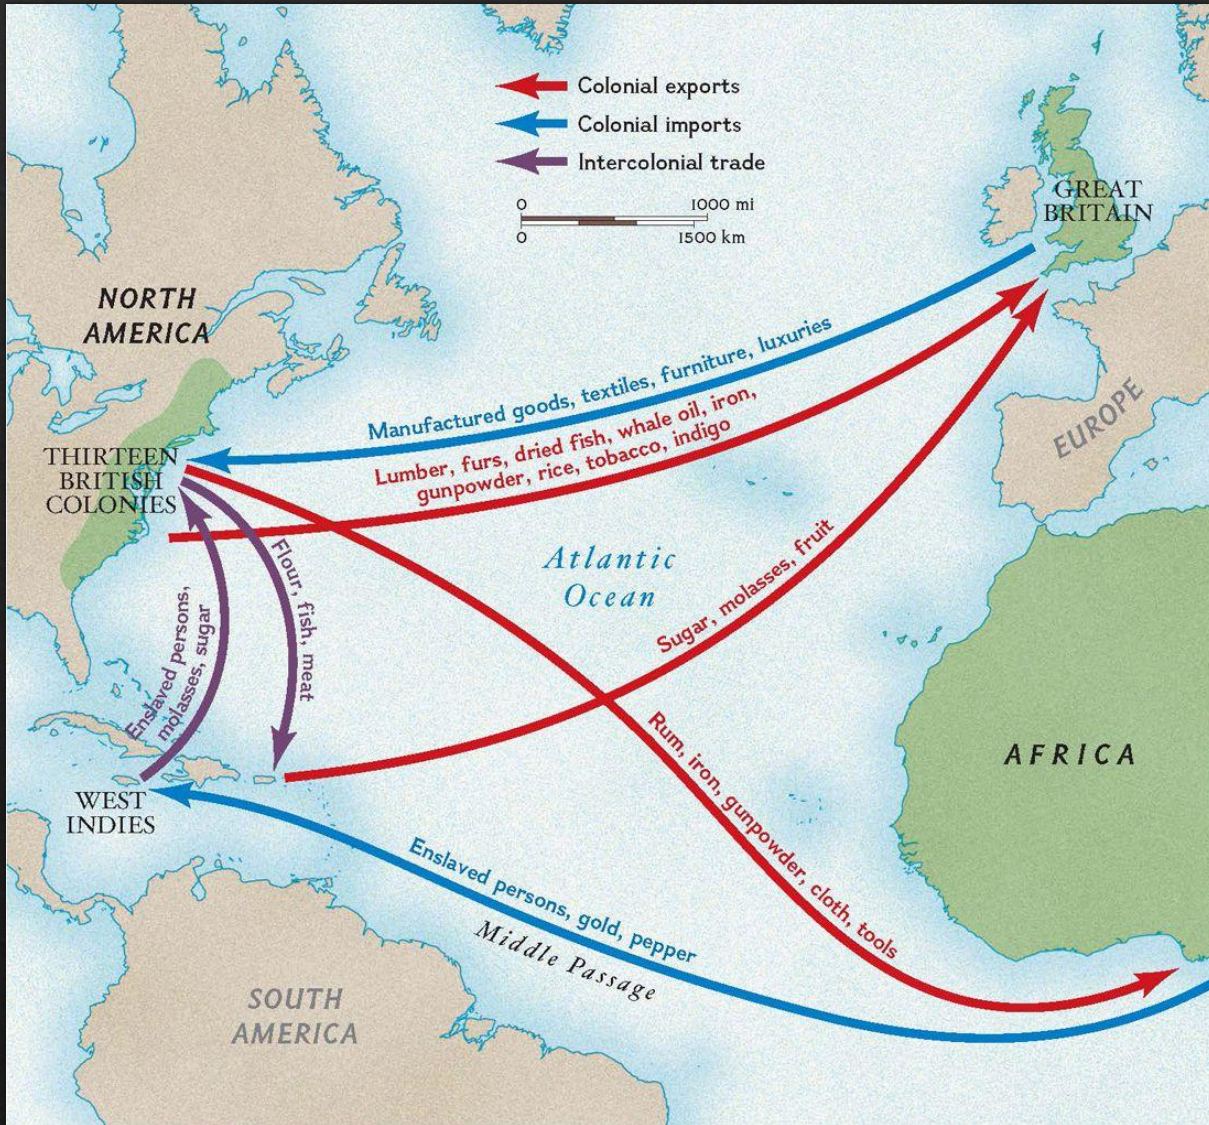 Colonial exports
Colonial imports
Intercolonial trade
0 1000 mi
0 1500 km
GREAT
BRITAIN
NORTH
AMERICA
EUROPE
THIRTEEN
BRITISH
COLONIES
Manufactured goods, textiles, furniture, luxuries
Lumber, furs, dried fish, whale oil, iron,
gunpowder, rice, tobacco, indigo
Atlantic
Ocean
Sugar, molasses, fruit
Flour, fish, meat
Enslaved persons,
molasses, sugar
Rum, iron, gunpowder, cloth, tools
AFRICA
WEST
INDIES
Enslaved persons, gold, pepper
Middle Passage
SOUTH
AMERICA